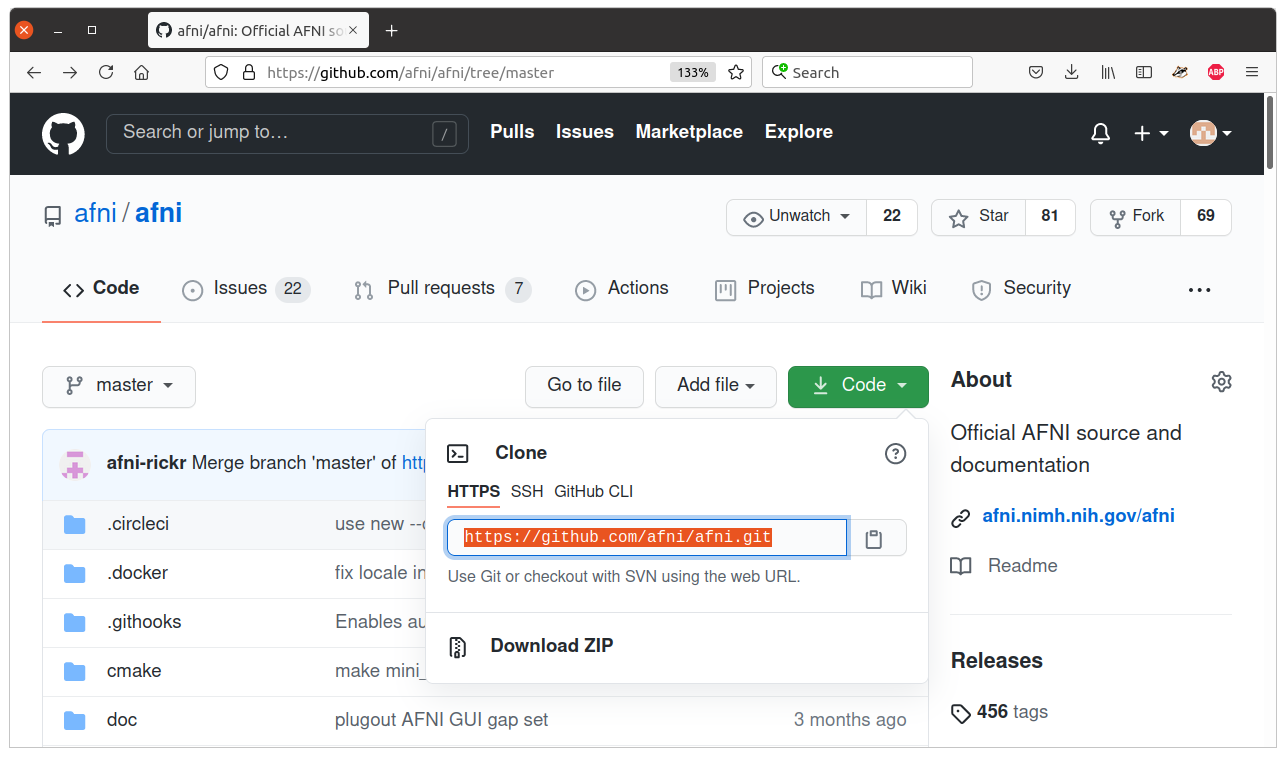 afni/afni: Official AFNI so
https://github.com/afni/afni/tree/master 133% Search ABP
Search or jump to… / Pulls Issues Marketplace Explore
afni / afni Unwatch 22 Star 81 Fork 69
Code Issues 22 Pull requests 7 Actions Projects Wiki Security
master Go to file Add file Code About
Official AFNI source and
documentation
afni.nimh.nih.gov/afni
Readme
Releases
456 tags
Clone
HTTPS SSH GitHub CLI
https://github.com/afni/afni.git
Use Git or checkout with SVN using the web URL.
Download ZIP
afni-rickr Merge branch 'master' of http
.circleci use new --c
.docker fix locale in
.githooks Enables au
cmake make mini_
doc plugout AFNI GUI gap set 3 months ago